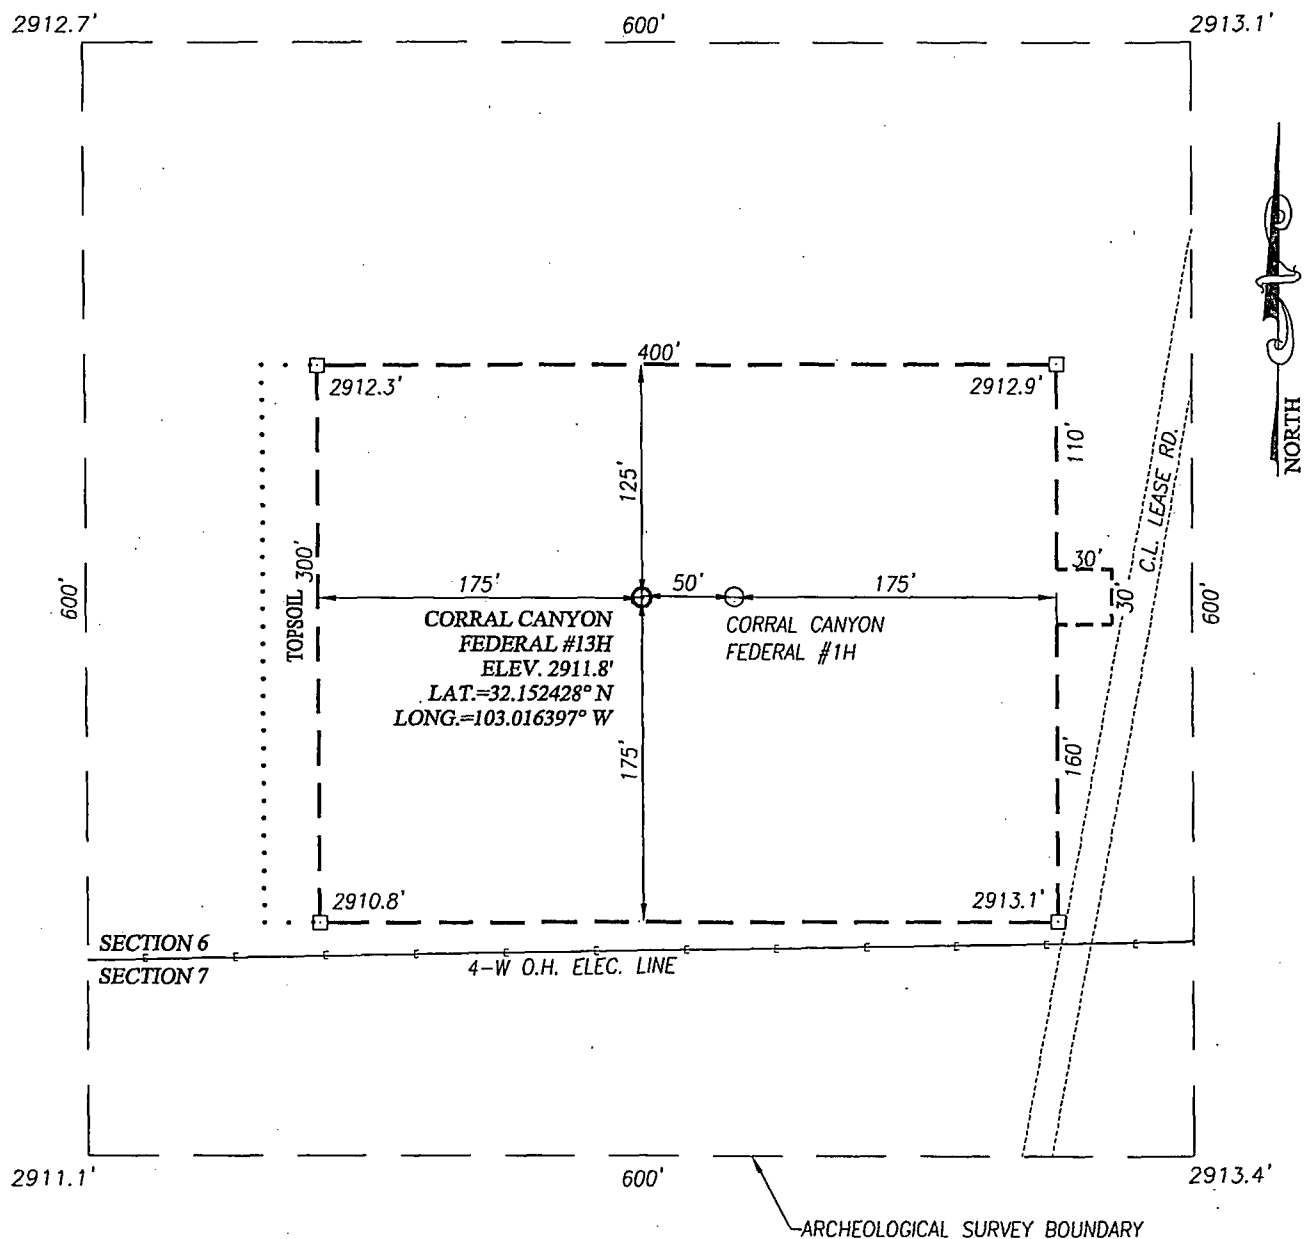 2912.7'
600'
2913.1'
NORTH
400'
2912.3'
2912.9'
110'
125'
C.L. LEASE RD.
600'
TOPSOIL
300'
175'
50'
175'
30'
30'
600'
CORRAL CANYON
FEDERAL #13H
ELEV. 2911.8'
LAT.=32.152428° N
LONG.=103.016397° W
CORRAL CANYON
FEDERAL #1H
175'
160'
2910.8'
2913.1'
SECTION 6
SECTION 7
4-W O.H. ELEC. LINE
2911.1'
600'
2913.4'
ARCHEOLOGICAL SURVEY BOUNDARY